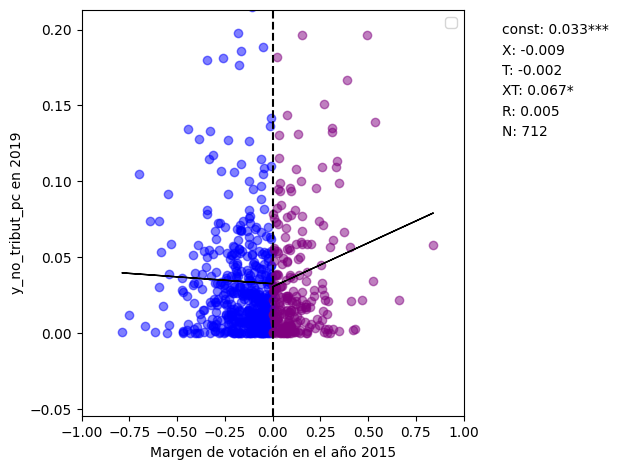 0.20
0.15
0.10
0.05
0.00
−0.05
y_no_tribut_pc en 2019
−1.00 −0.75 −0.50 −0.25 0.00 0.25 0.50 0.75 1.00
Margen de votación en el año 2015
const: 0.033***
X: -0.009
T: -0.002
XT: 0.067*
R: 0.005
N: 712